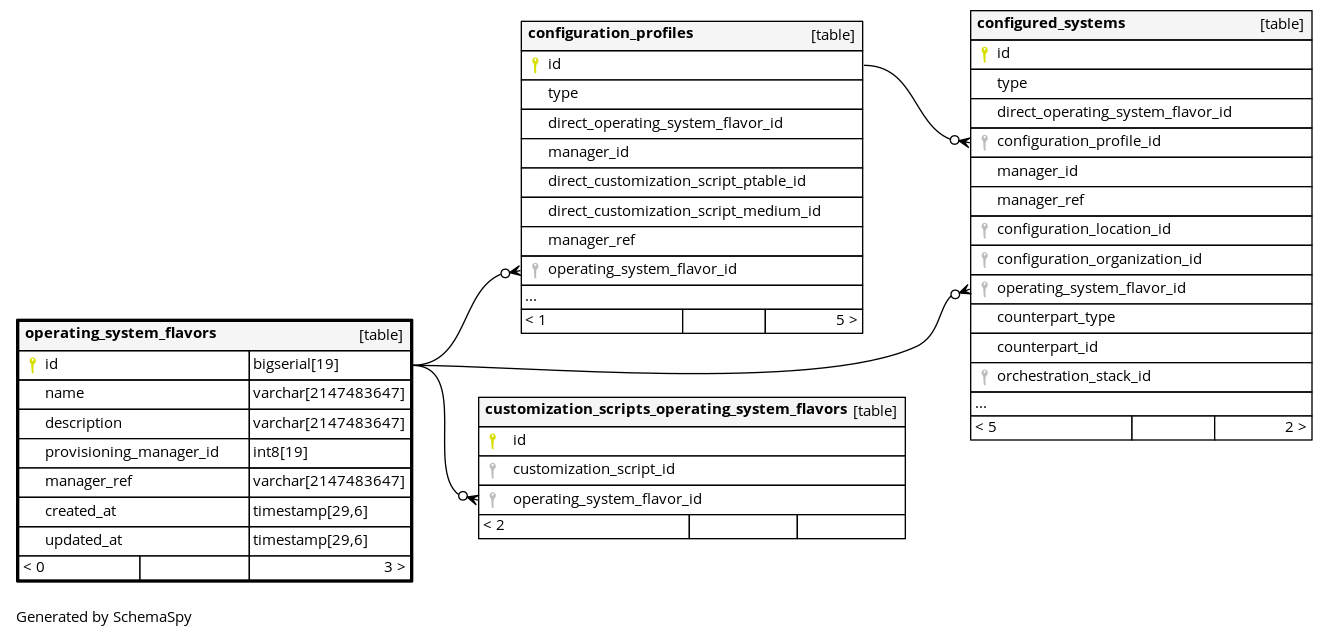 configuration_profiles [table]
id
type
direct_operating_system_flavor_id
manager_id
direct_customization_script_ptable_id
direct_customization_script_medium_id
manager_ref
operating_system_flavor_id
...
< 1 5 >
configured_systems [table]
id
type
direct_operating_system_flavor_id
configuration_profile_id
manager_id
manager_ref
configuration_location_id
configuration_organization_id
operating_system_flavor_id
counterpart_type
counterpart_id
orchestration_stack_id
...
< 5 2 >
operating_system_flavors [table]
id bigserial[19]
name varchar[2147483647]
description varchar[2147483647]
provisioning_manager_id int8[19]
manager_ref varchar[2147483647]
created_at timestamp[29,6]
updated_at timestamp[29,6]
< 0 3 >
customization_scripts_operating_system_flavors [table]
id
customization_script_id
operating_system_flavor_id
< 2
Generated by SchemaSpy